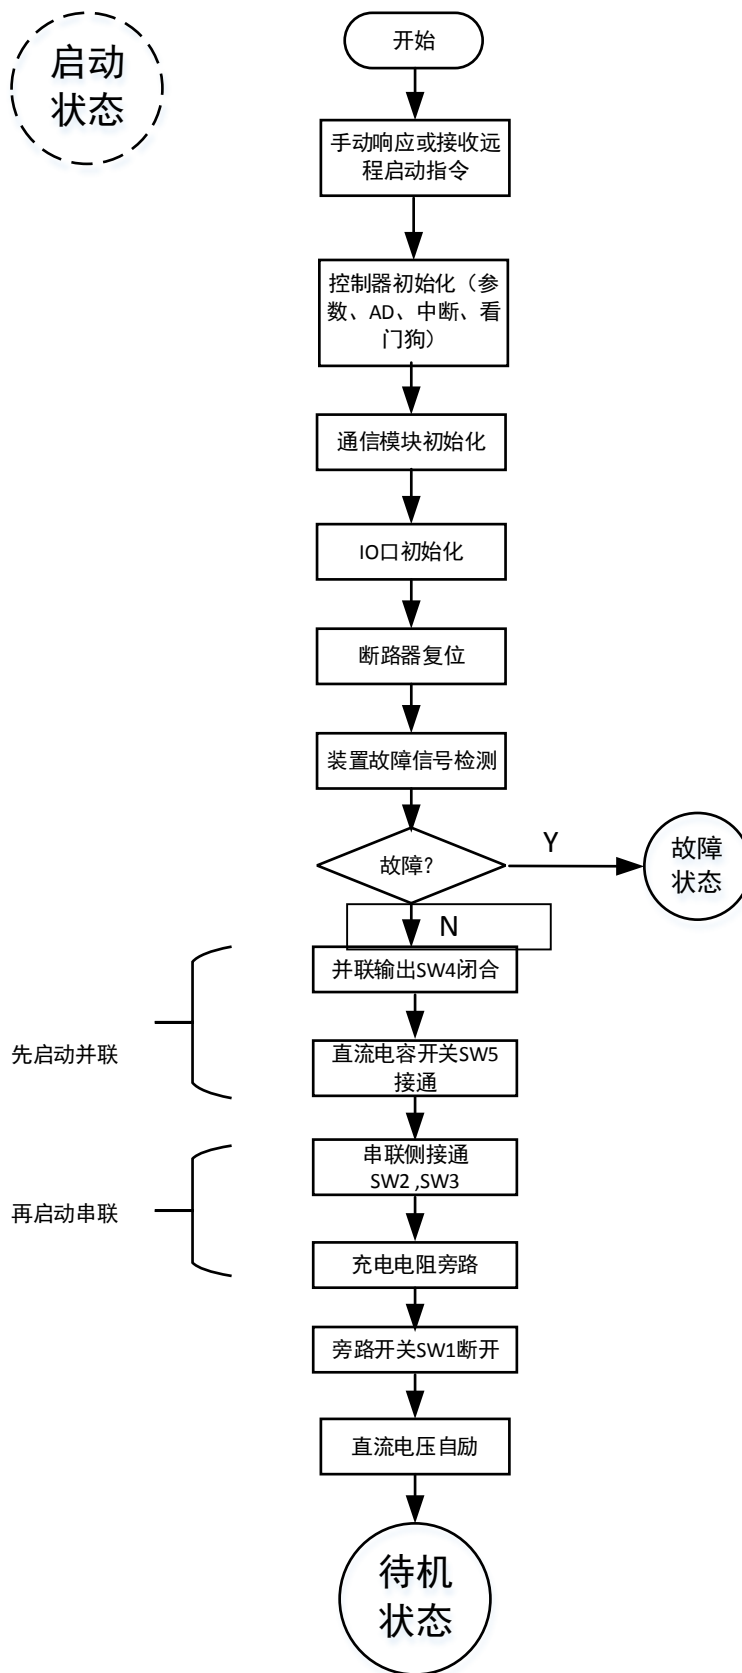 启动
状态
开始
手动响应或接收远
程启动指令
控制器初始化（参
数、AD、中断、看
门狗）
通信模块初始化
IO口初始化
断路器复位
装置故障信号检测
故障?
Y
故障
状态
N
并联输出SW4闭合
先启动并联
直流电容开关SW5
接通
串联侧接通
SW2 ,SW3
再启动串联
充电电阻旁路
旁路开关SW1断开
直流电压自励
待机
状态